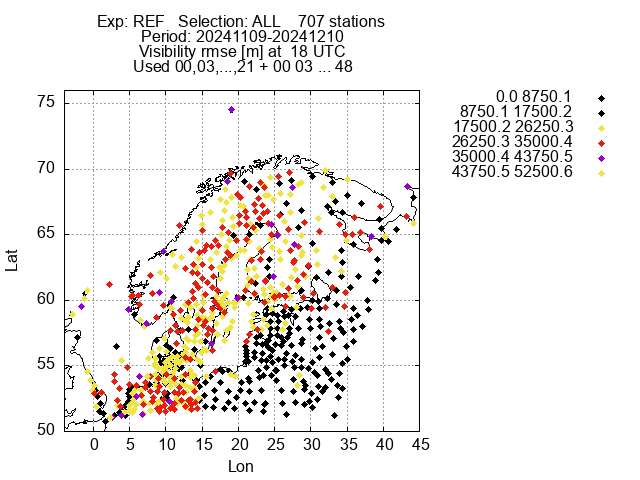 Exp: REF   Selection: ALL    707 stations
Period: 20241109-20241210
Visibility rmse [m] at  18 UTC
Used 00,03,...,21 + 00 03 ... 48
0.0 8750.1
8750.1 17500.2
17500.2 26250.3
26250.3 35000.4
35000.4 43750.5
43750.5 52500.6
75
70
65
60
55
50
Lat
0 5 10 15 20 25 30 35 40 45
Lon